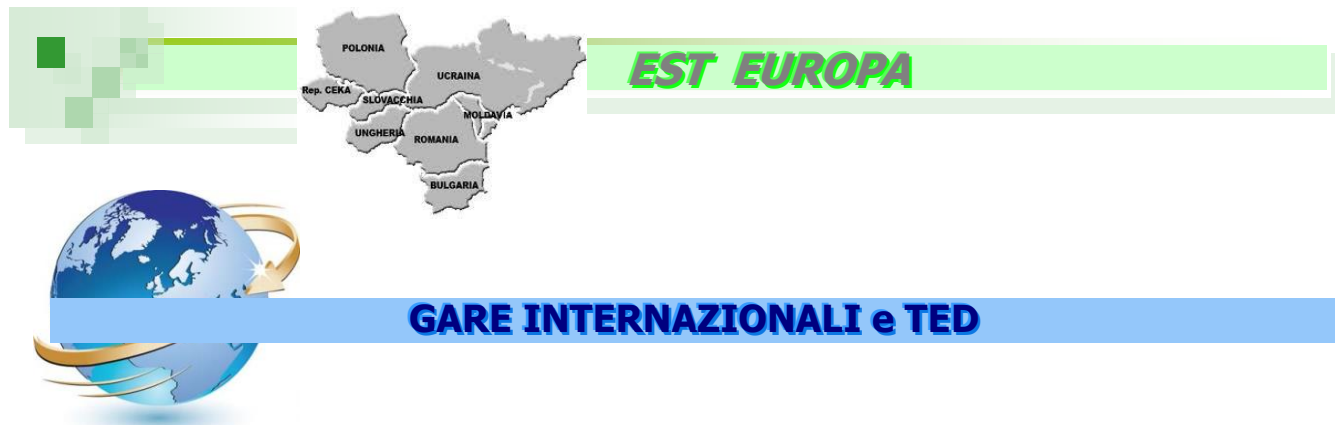 EST EUROPA
POLONIA
UCRAINA
Rep. CEKA
SLOVACCHIA
MOLDAVIA
UNGHERIA
ROMANIA
BULGARIA
GARE INTERNAZIONALI e TED